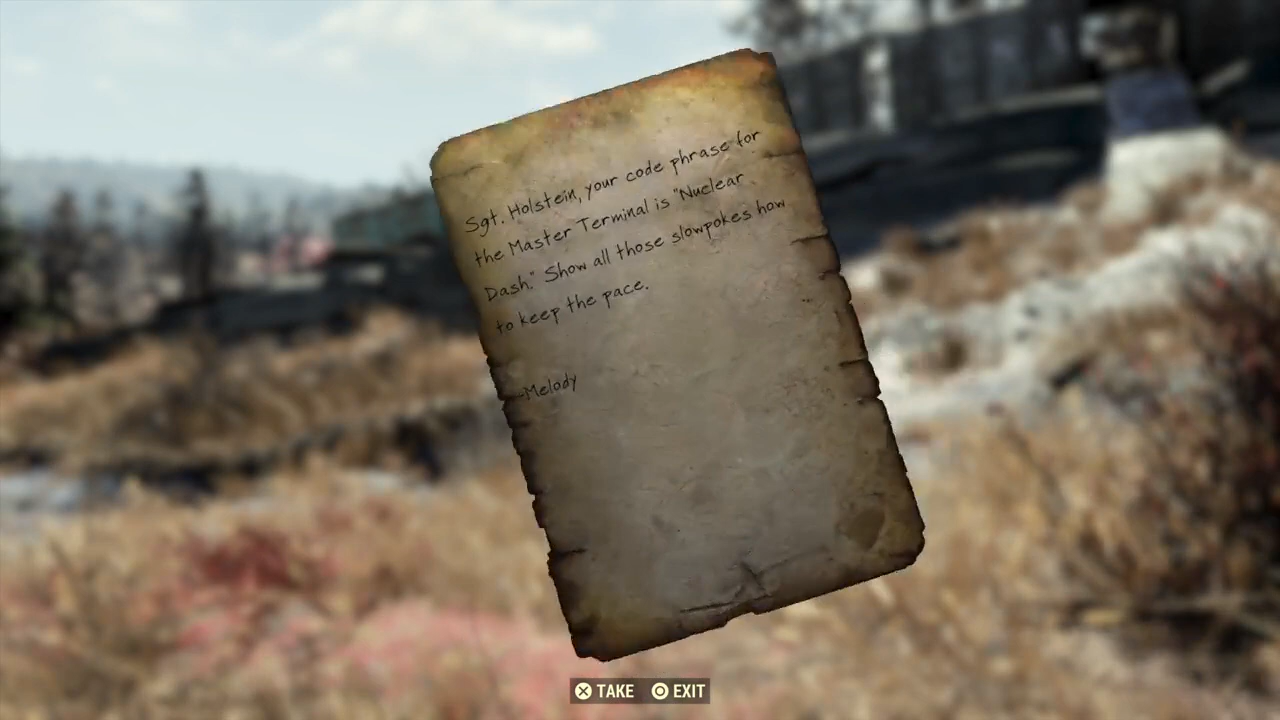 Sgt. Holstein, your code phrase for
the Master Terminal is "Nuclear
Dash." Show all those slowpokes how
to keep the pace.
-Melody
TAKE EXIT